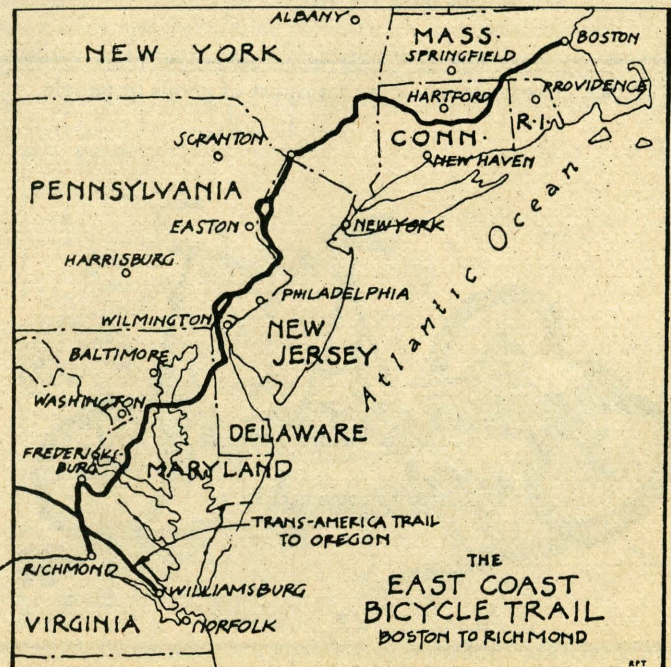 ALBANY
NEW YORK
MASS.
SPRINGFIELD
BOSTON
HARTFORD
PROVIDENCE
R.I.
CONN.
NEW HAVEN
SCRANTON
PENNSYLVANIA
EASTON
NEW YORK
HARRISBURG
PHILADELPHIA
WILMINGTON
NEW
JERSEY
Atlantic Ocean
BALTIMORE
WASHINGTON
DELAWARE
FREDERICKS-
BURG
MARYLAND
TRANS-AMERICA TRAIL
TO OREGON
RICHMOND
WILLIAMSBURG
VIRGINIA
NORFOLK
THE
EAST COAST
BICYCLE TRAIL
BOSTON TO RICHMOND
RPT